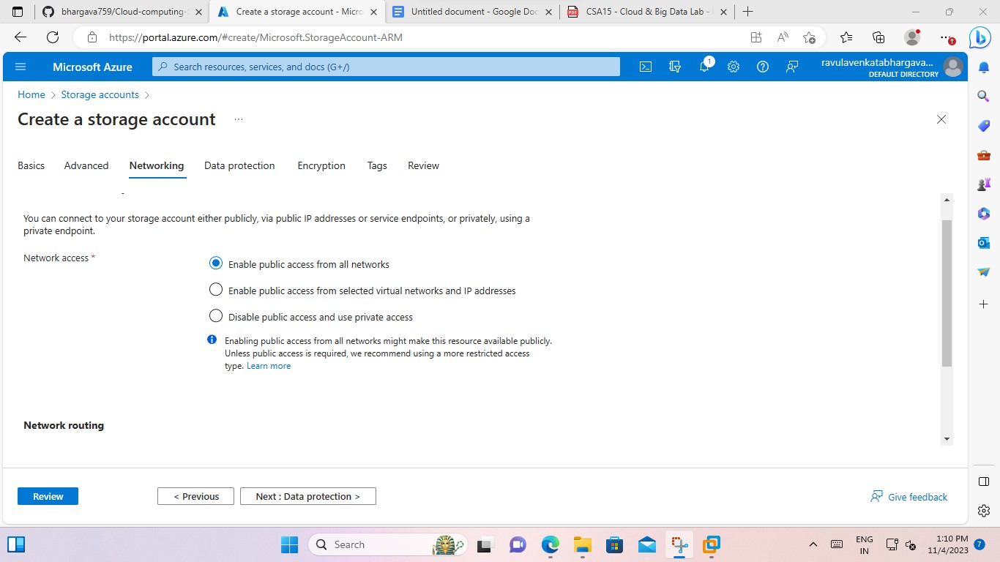 bhargava759/Cloud-computing-
Create a storage account - Micro
Untitled document - Google Doc
PDF
CSA15 - Cloud & Big Data Lab -
https://portal.azure.com/#create/Microsoft.StorageAccount-ARM
Microsoft Azure
Search resources, services, and docs (G+/)
1
ravulavenkatabhargava...
DEFAULT DIRECTORY
Home > Storage accounts >
Create a storage account ...
Basics
Advanced
Networking
Data protection
Encryption
Tags
Review
You can connect to your storage account either publicly, via public IP addresses or service endpoints, or privately, using a
private endpoint.
Network access *
Enable public access from all networks
Enable public access from selected virtual networks and IP addresses
Disable public access and use private access
Enabling public access from all networks might make this resource available publicly.
Unless public access is required, we recommend using a more restricted access
type. Learn more
Network routing
Review
< Previous
Next : Data protection >
Give feedback
Search
ENG
IN
1:10 PM
11/4/2023
7